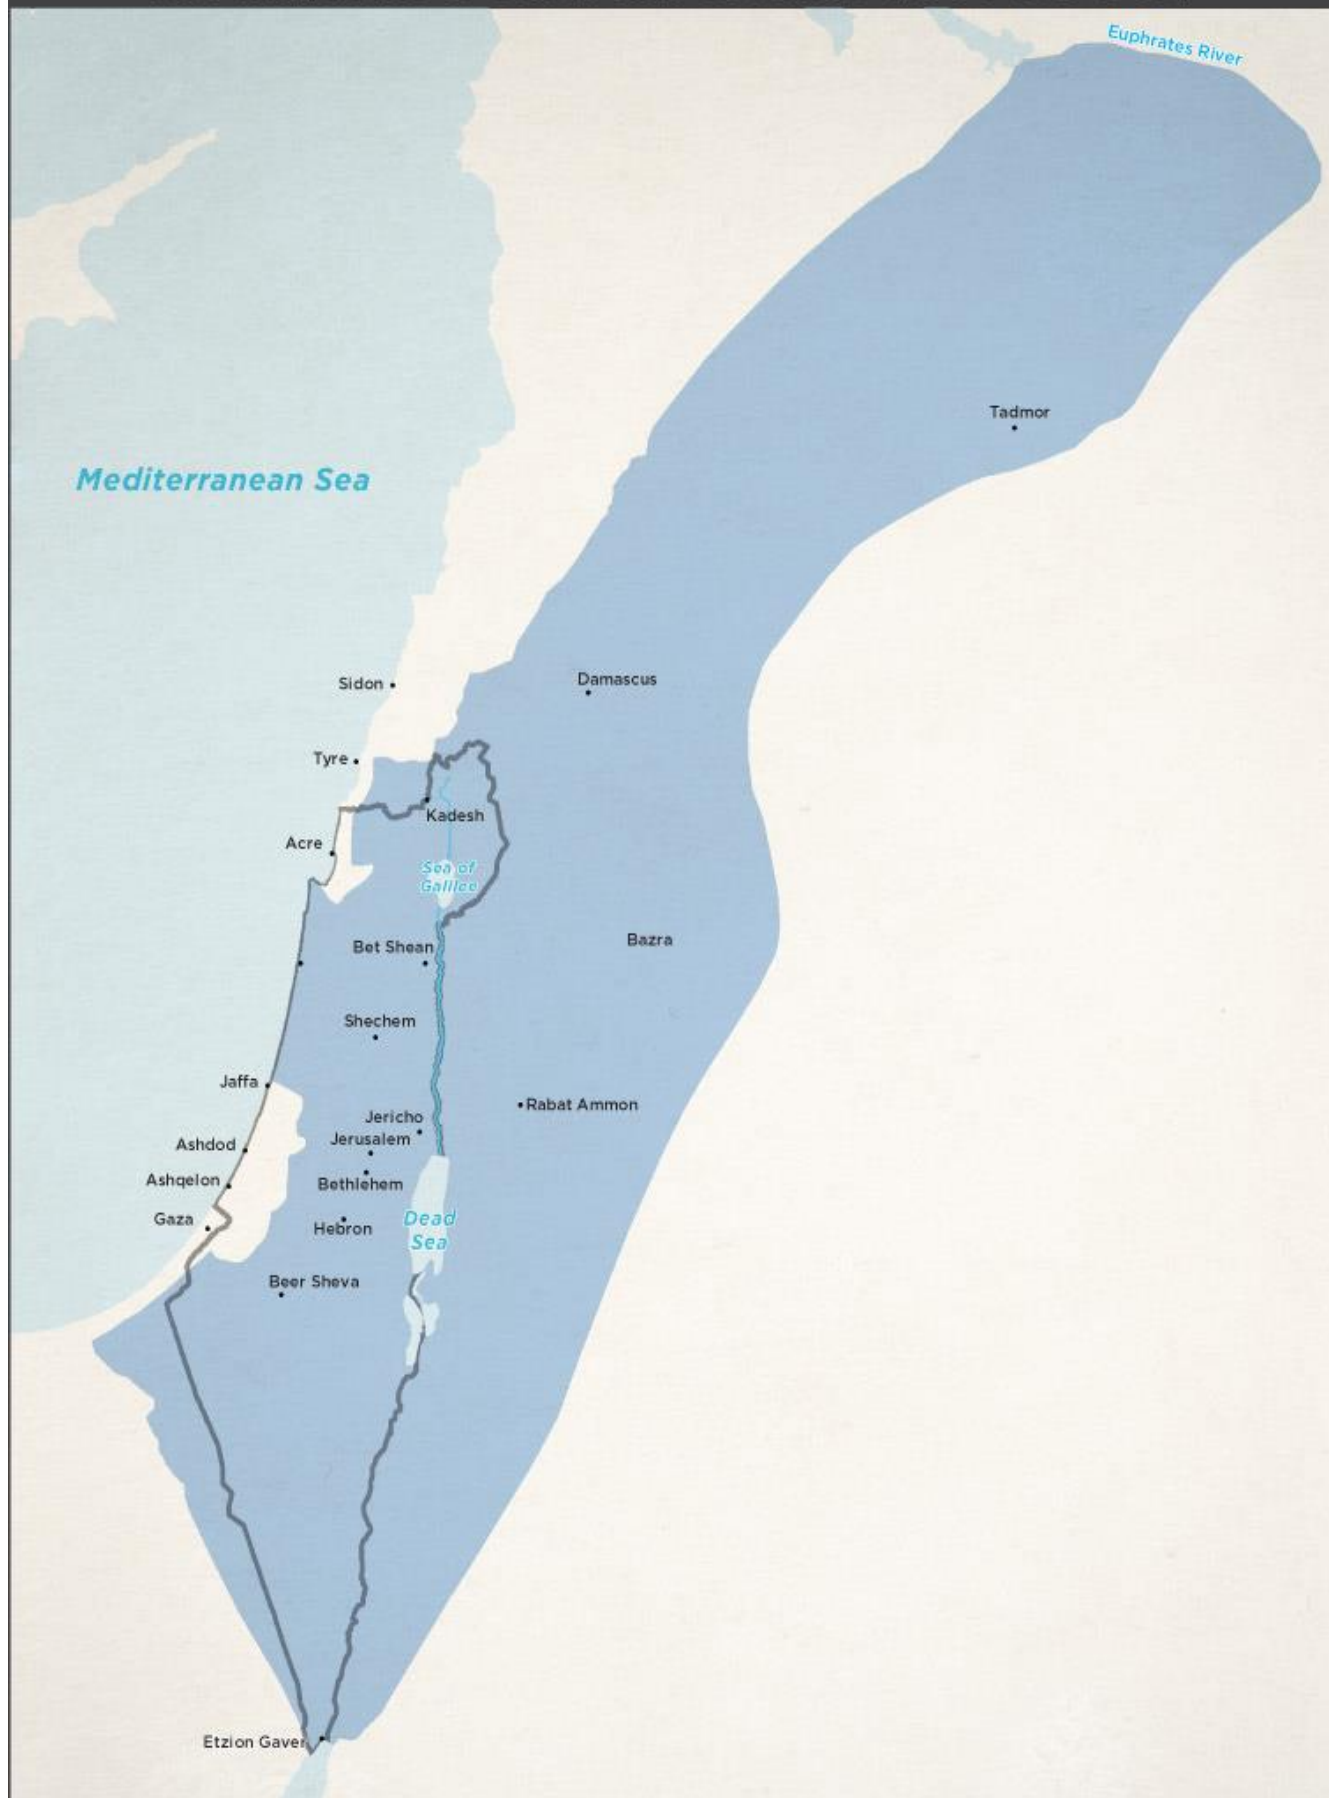 Euphrates River
Tadmor
Mediterranean Sea
Damascus
Sidon
Tyre
Kadesh
Acre
Sea of
Galilee
Bazra
Bet Shean
Shechem
Jaffa
Rabat Ammon
Jericho
Jerusalem
Ashdod
Ashqelon
Bethlehem
Gaza
Hebron
Dead
Sea
Beer Sheva
Etzion Gaver